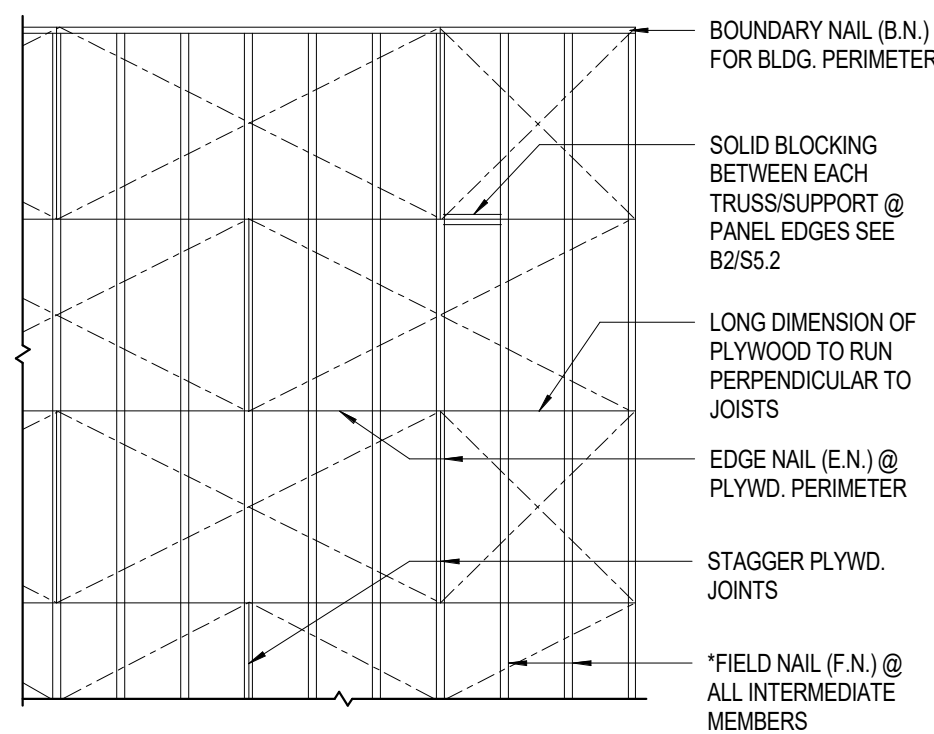 BOUNDARY NAIL (B.N.)
FOR BLDG. PERIMETER
SOLID BLOCKING
BETWEEN EACH
TRUSS/SUPPORT @
PANEL EDGES SEE
B2/S5.2
LONG DIMENSION OF
PLYWOOD TO RUN
PERPENDICULAR TO
JOISTS
EDGE NAIL (E.N.) @
PLYWD. PERIMETER
STAGGER PLYWD.
JOINTS
*FIELD NAIL (F.N.) @
ALL INTERMEDIATE
MEMBERS